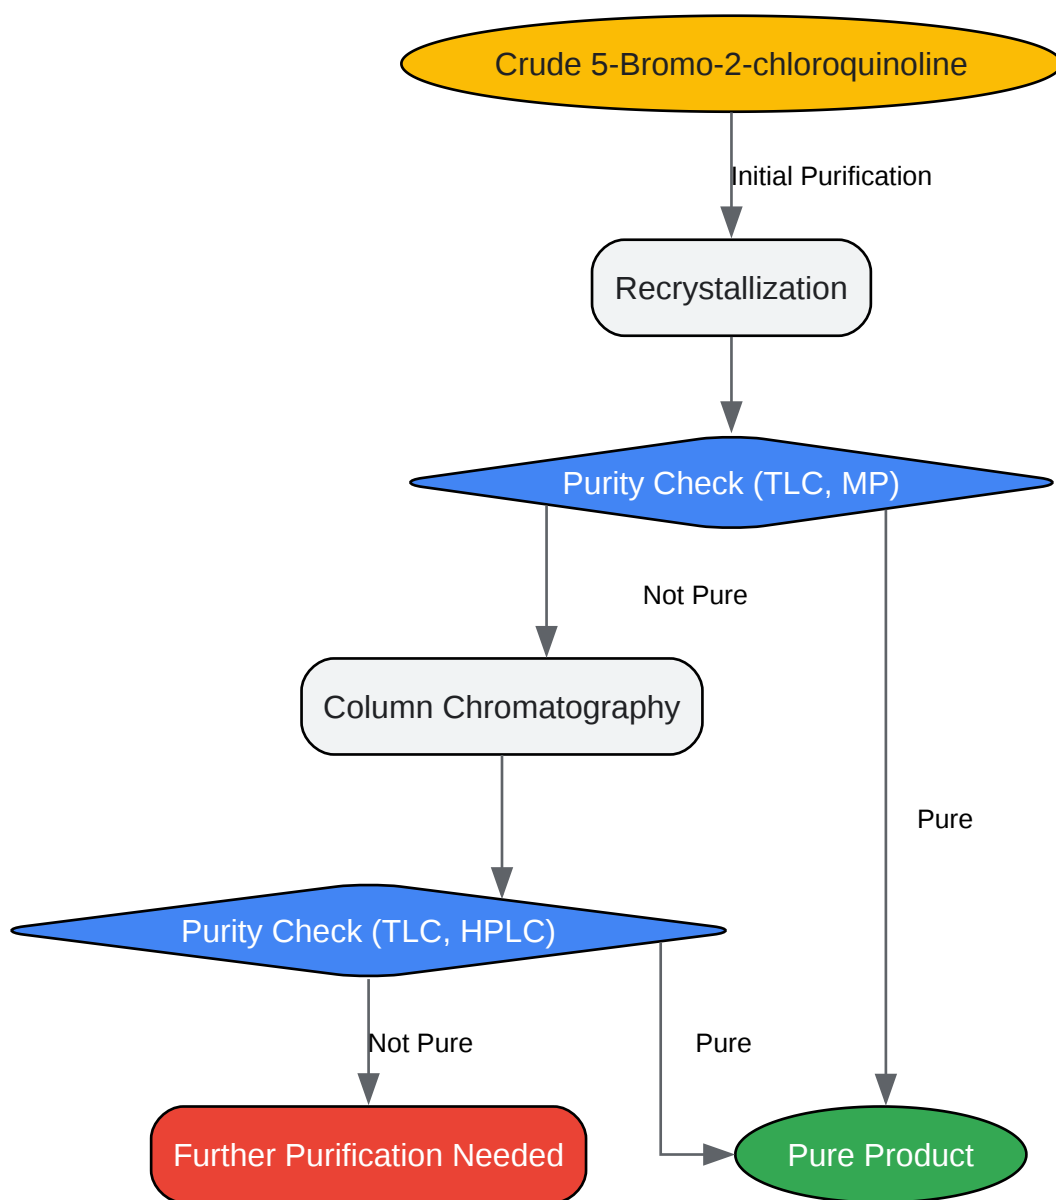 Crude 5-Bromo-2-chloroquinoline
Initial Purification
Recrystallization
Purity Check (TLC, MP)
Not Pure
Column Chromatography
Pure
Purity Check (TLC, HPLC)
Not Pure
Pure
Further Purification Needed
Pure Product